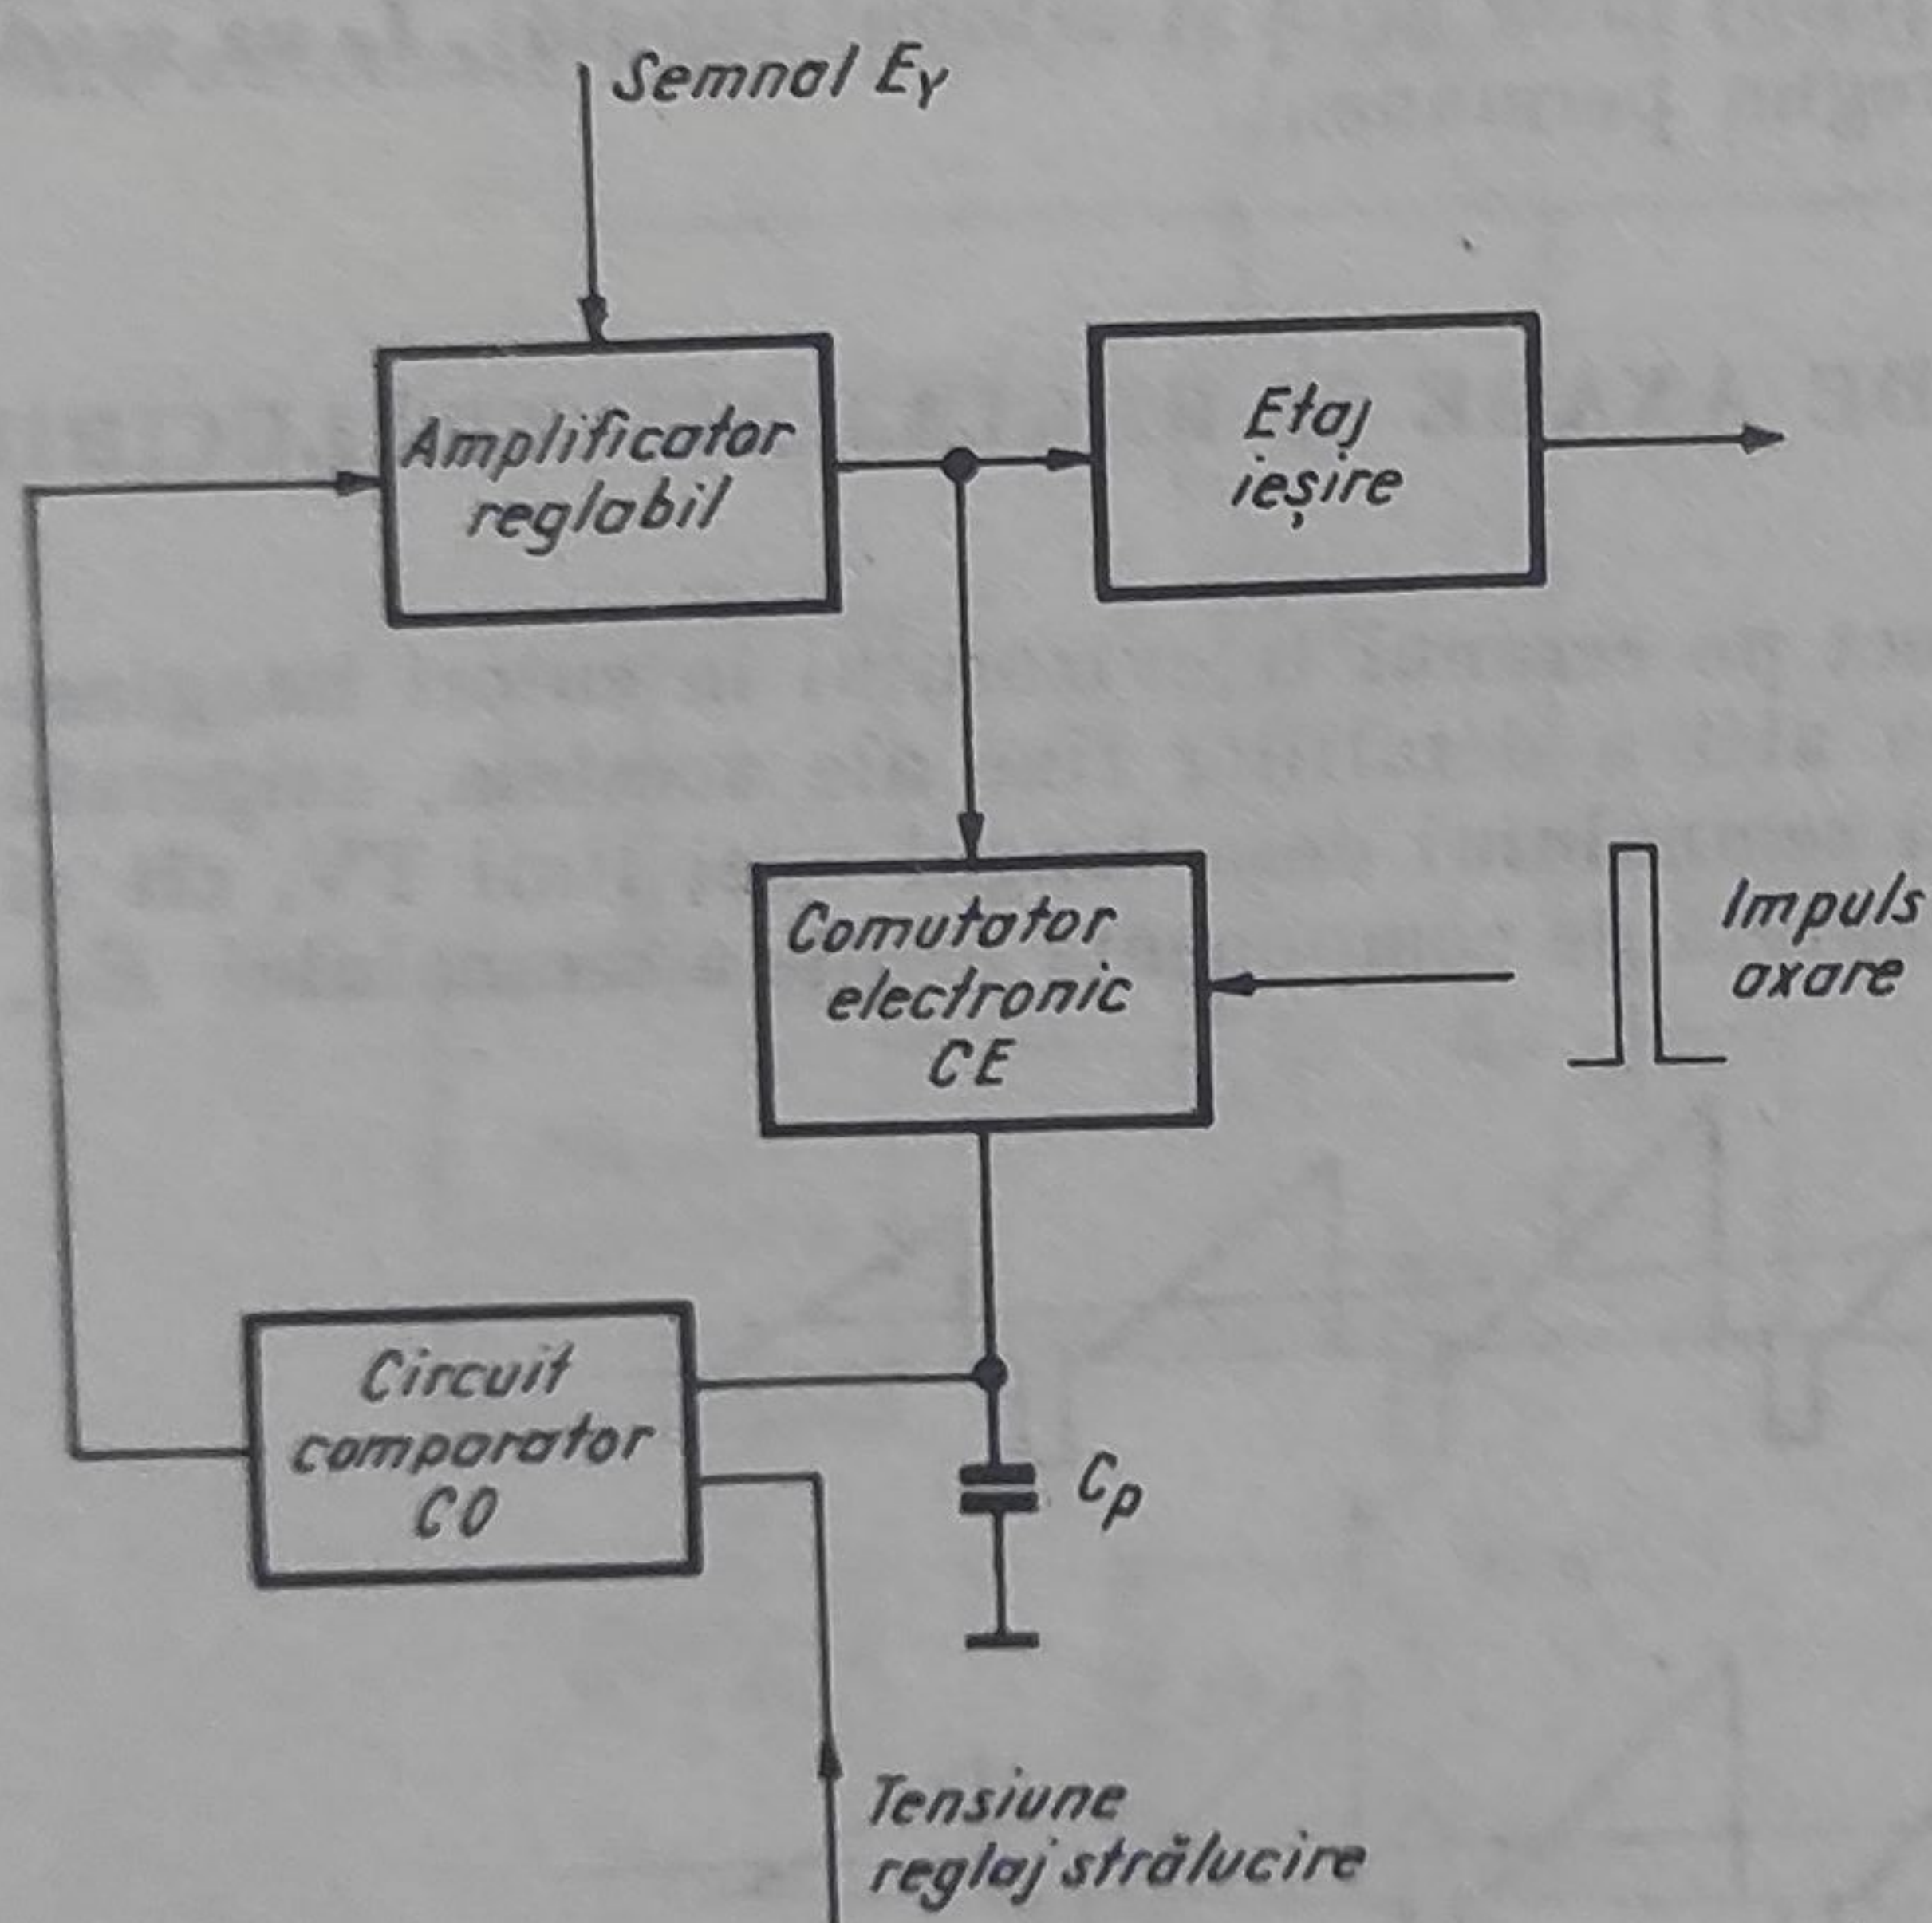 Semnal E_Y
Amplificator
reglabil
Etaj
ieșire
Comutator
electronic
CE
Impuls
axare
Circuit
comparator
CO
C_p
Tensiune
reglaj strălucire